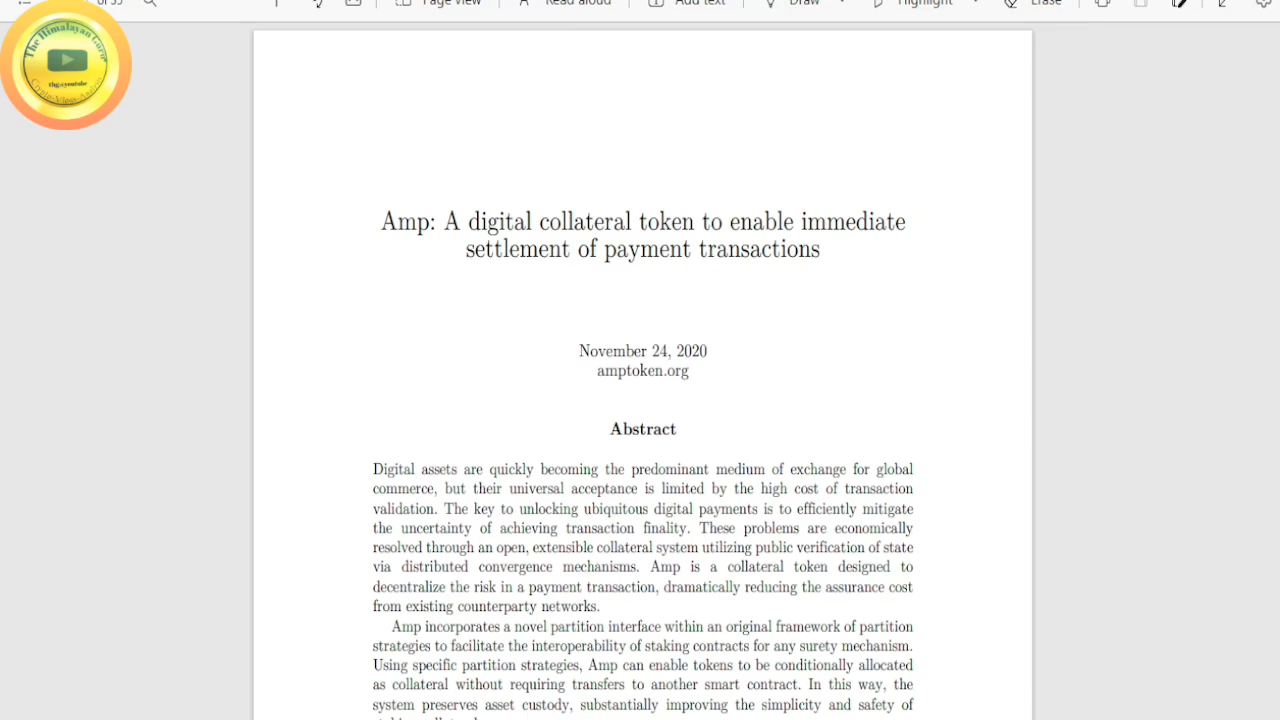 of 35
Page view
Read aloud
Add text
Draw
Highlight
Erase
The Himalayan Guru
thg@youtube
Crypto-Vlogs-Analysis
Amp: A digital collateral token to enable immediate
settlement of payment transactions
November 24, 2020
amptoken.org
Abstract
Digital assets are quickly becoming the predominant medium of exchange for global
commerce, but their universal acceptance is limited by the high cost of transaction
validation. The key to unlocking ubiquitous digital payments is to efficiently mitigate
the uncertainty of achieving transaction finality. These problems are economically
resolved through an open, extensible collateral system utilizing public verification of state
via distributed convergence mechanisms. Amp is a collateral token designed to
decentralize the risk in a payment transaction, dramatically reducing the assurance cost
from existing counterparty networks.
Amp incorporates a novel partition interface within an original framework of partition
strategies to facilitate the interoperability of staking contracts for any surety mechanism.
Using specific partition strategies, Amp can enable tokens to be conditionally allocated
as collateral without requiring transfers to another smart contract. In this way, the
system preserves asset custody, substantially improving the simplicity and safety of